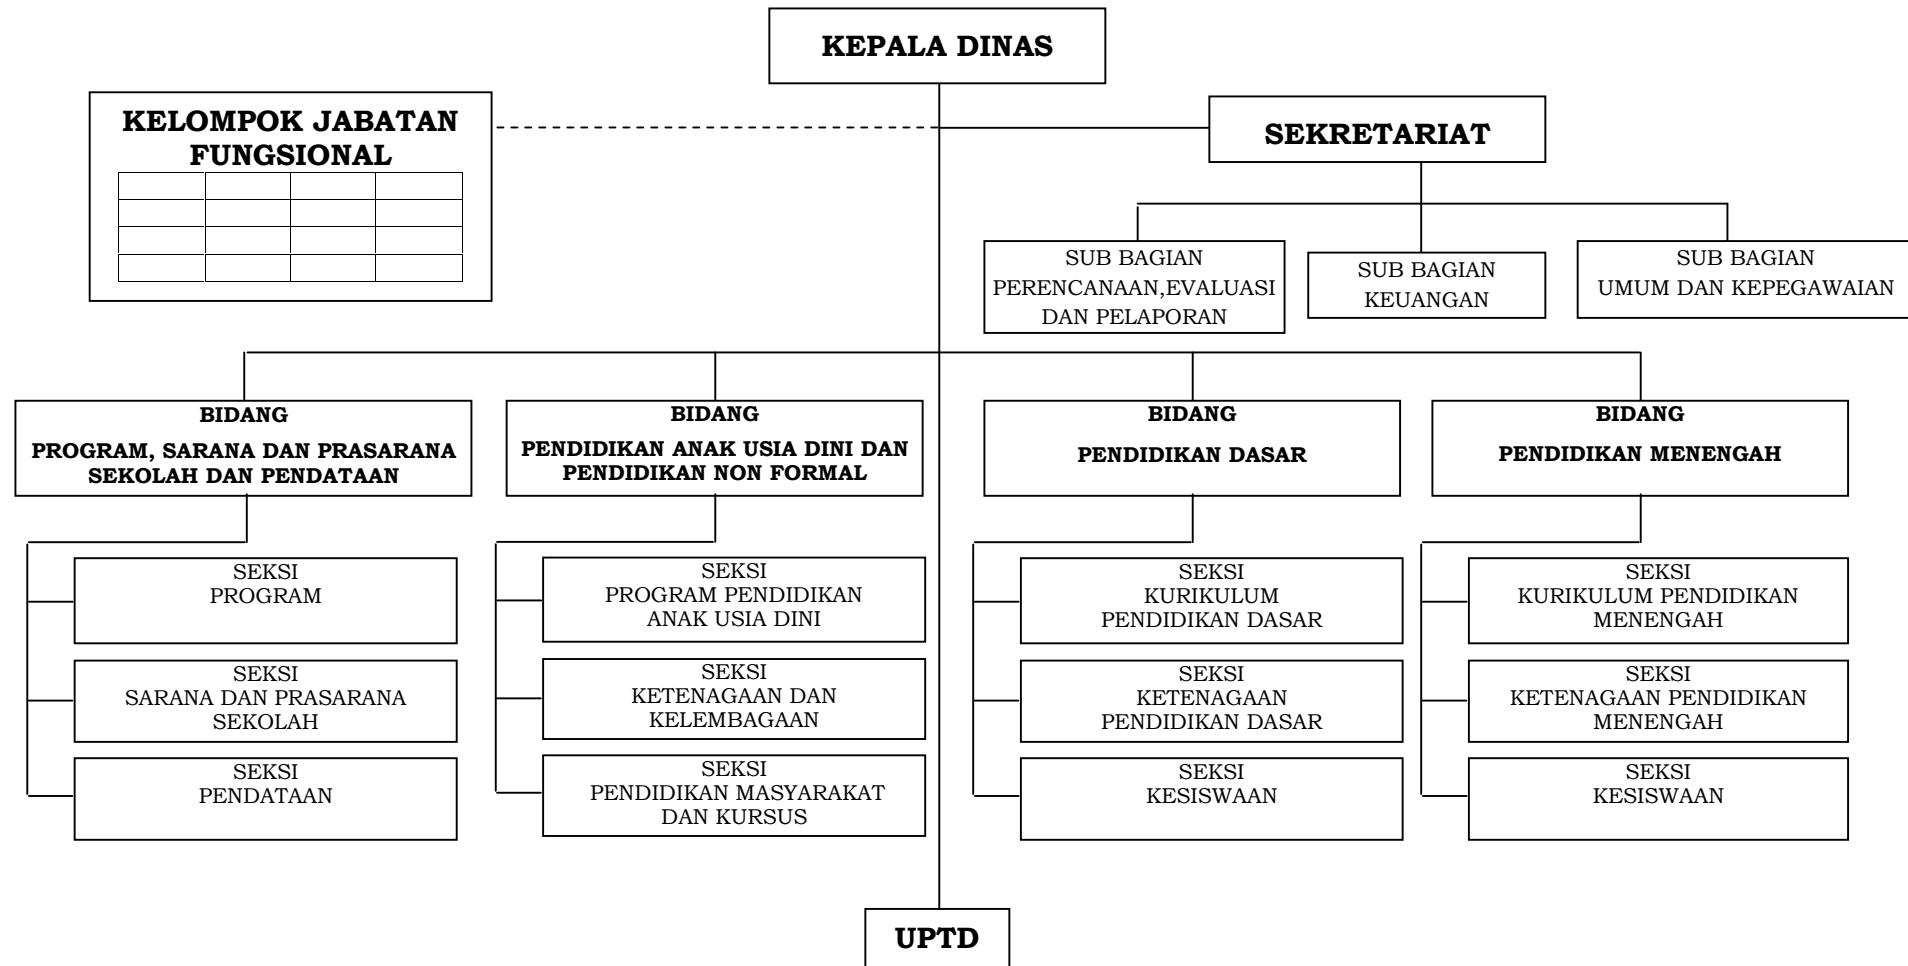 KEPALA DINAS
KELOMPOK JABATAN
FUNGSIONAL
SEKRETARIAT
SUB BAGIAN
PERENCANAAN,EVALUASI
DAN PELAPORAN
SUB BAGIAN
KEUANGAN
SUB BAGIAN
UMUM DAN KEPEGAWAIAN
BIDANG
PROGRAM, SARANA DAN PRASARANA
SEKOLAH DAN PENDATAAN
BIDANG
PENDIDIKAN ANAK USIA DINI DAN
PENDIDIKAN NON FORMAL
BIDANG
PENDIDIKAN DASAR
BIDANG
PENDIDIKAN MENENGAH
SEKSI
PROGRAM
SEKSI
SARANA DAN PRASARANA
SEKOLAH
SEKSI
PENDATAAN
SEKSI
PROGRAM PENDIDIKAN
ANAK USIA DINI
SEKSI
KETENAGAAN DAN
KELEMBAGAAN
SEKSI
PENDIDIKAN MASYARAKAT
DAN KURSUS
SEKSI
KURIKULUM
PENDIDIKAN DASAR
SEKSI
KETENAGAAN
PENDIDIKAN DASAR
SEKSI
KESISWAAN
SEKSI
KURIKULUM PENDIDIKAN
MENENGAH
SEKSI
KETENAGAAN PENDIDIKAN
MENENGAH
SEKSI
KESISWAAN
UPTD